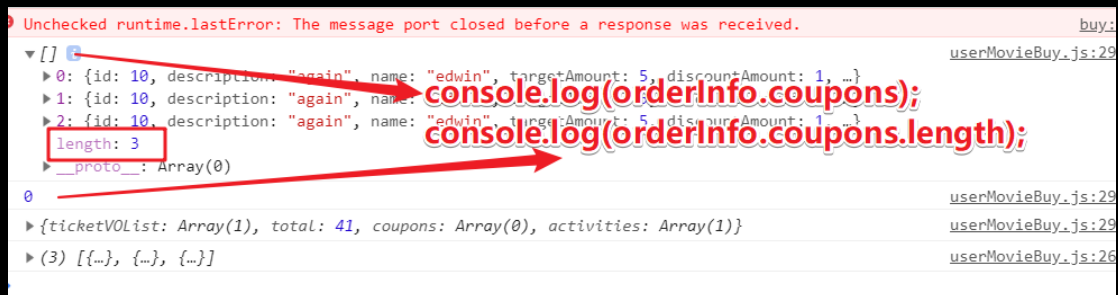 Unchecked runtime.lastError: The message port closed before a response was received. buy:
▼[] i userMovieBuy.js:29
▶0: {id: 10, description: "again", name: "edwin", targetAmount: 5, discountAmount: 1, …}
▶1: {id: 10, description: "again", name:
console.log(orderInfo.coupons);
▶2: {id: 10, description: "again", name: "edwin", targetAmount: 5, discountAmount: 1, …}
console.log(orderInfo.coupons.length);
length: 3
▶__proto__: Array(0)
0 userMovieBuy.js:29
▶{ticketVOList: Array(1), total: 41, coupons: Array(0), activities: Array(1)} userMovieBuy.js:29
▶(3) [{…}, {…}, {…}] userMovieBuy.js:26